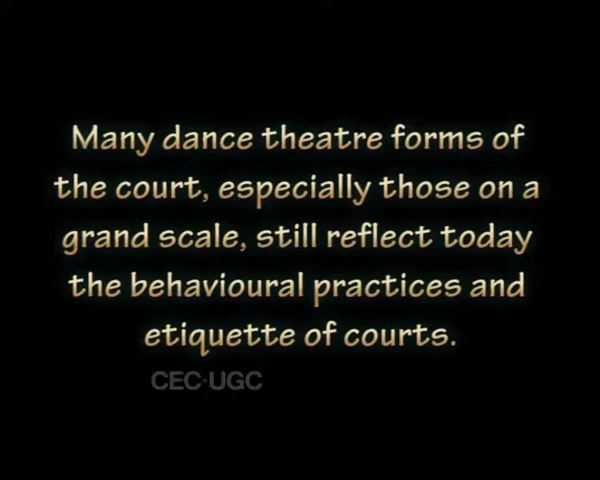 Many dance theatre forms of
the court, especially those on a
grand scale, still reflect today
the behavioural practices and
etiquette of courts.
CEC-UGC